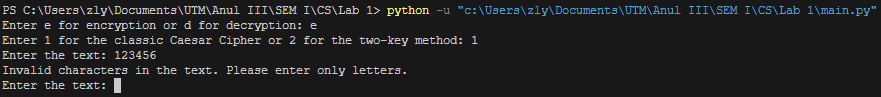 PS C:\Users\zly\Documents\UTM\Anul III\SEM I\CS\Lab 1> python -u "c:\Users\zly\Documents\UTM\Anul III\SEM I\CS\Lab 1\main.py"
Enter e for encryption or d for decryption: e
Enter 1 for the classic Caesar Cipher or 2 for the two-key method: 1
Enter the text: 123456
Invalid characters in the text. Please enter only letters.
Enter the text: